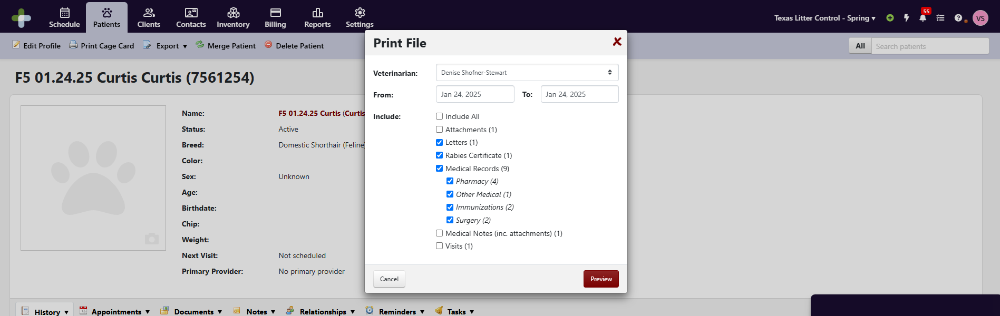 Schedule Patients Clients Contacts Inventory Billing Reports Settings
Texas Litter Control - Spring ▾ 55 VS
Edit Profile Print Cage Card Export ▾ Merge Patient Delete Patient
All Search patients
F5 01.24.25 Curtis Curtis (7561254)
Name: F5 01.24.25 Curtis (Curtis
Status: Active
Breed: Domestic Shorthair (Feline)
Color:
Sex: Unknown
Age:
Birthdate:
Chip:
Weight:
Next Visit: Not scheduled
Primary Provider: No primary provider
Print File
Veterinarian: Denise Shofner-Stewart
From: Jan 24, 2025 To: Jan 24, 2025
Include: Include All
Attachments (1)
Letters (1)
Rabies Certificate (1)
Medical Records (9)
Pharmacy (4)
Other Medical (1)
Immunizations (2)
Surgery (2)
Medical Notes (inc. attachments) (1)
Visits (1)
Cancel Preview
History ▾ Appointments ▾ Documents ▾ Notes ▾ Relationships ▾ Reminders ▾ Tasks ▾